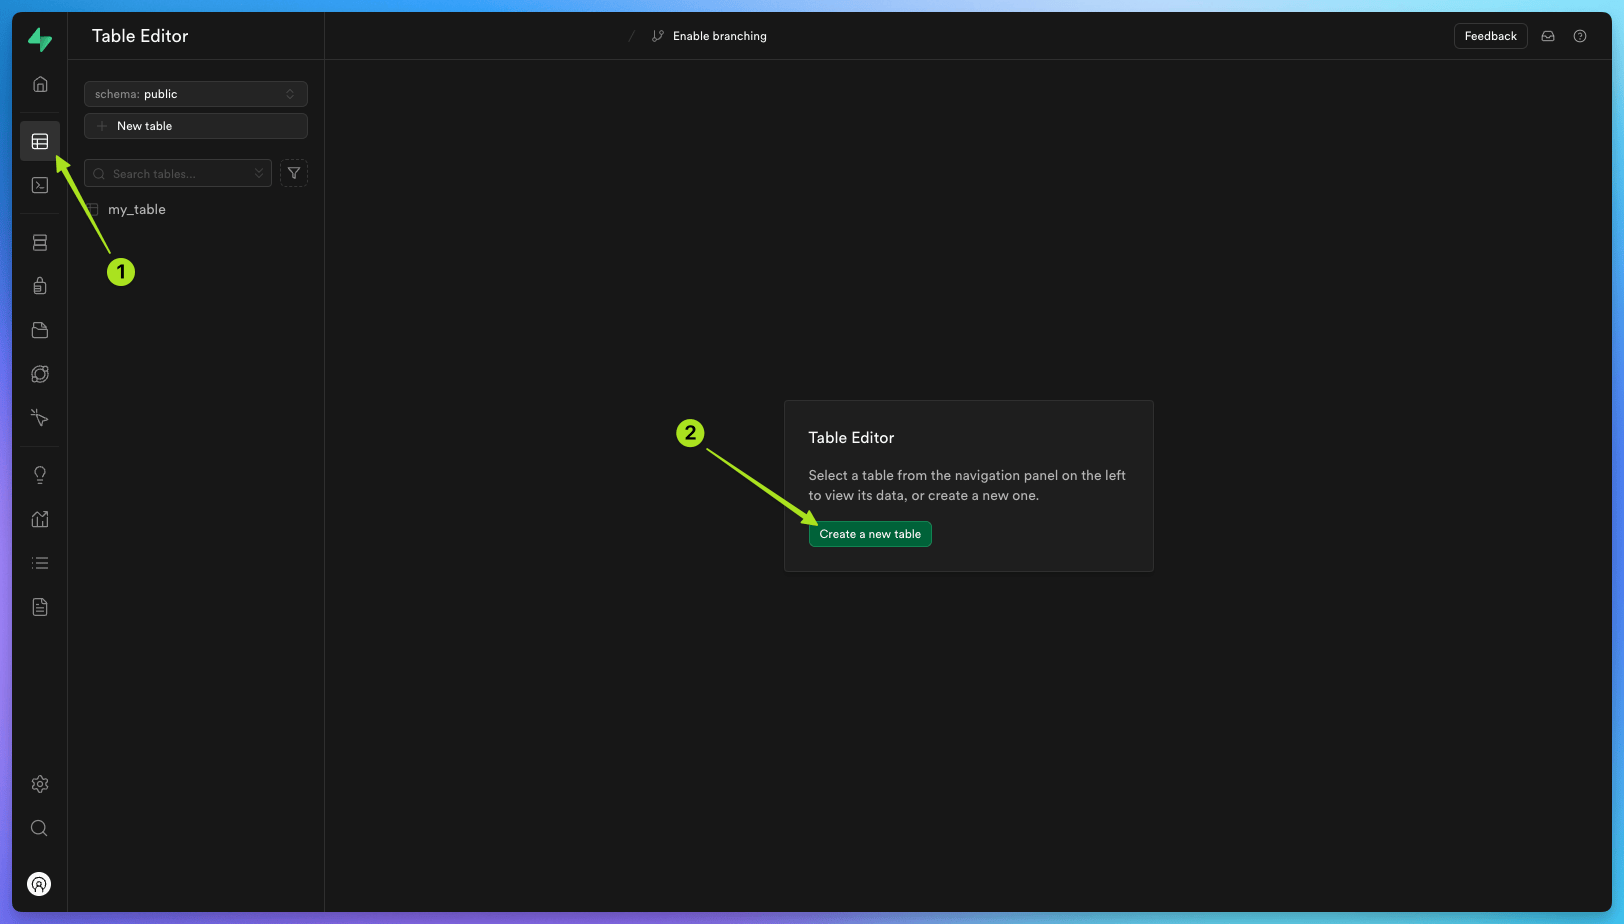 Table Editor
/ Enable branching
Feedback
schema: public
New table
Search tables...
my_table
1
2
Table Editor
Select a table from the navigation panel on the left
to view its data, or create a new one.
Create a new table